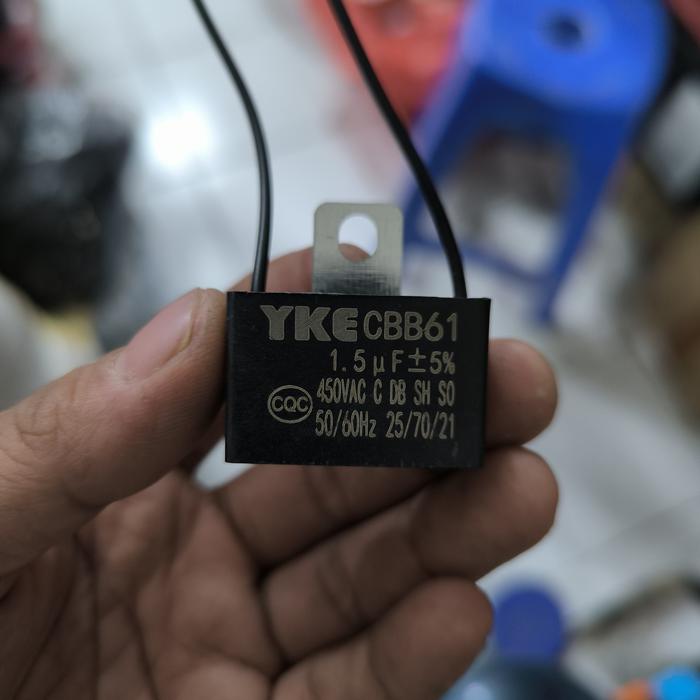 YKE CBB61
1.5μF±5%
CQC 450VAC C DB SH S0
50/60Hz 25/70/21